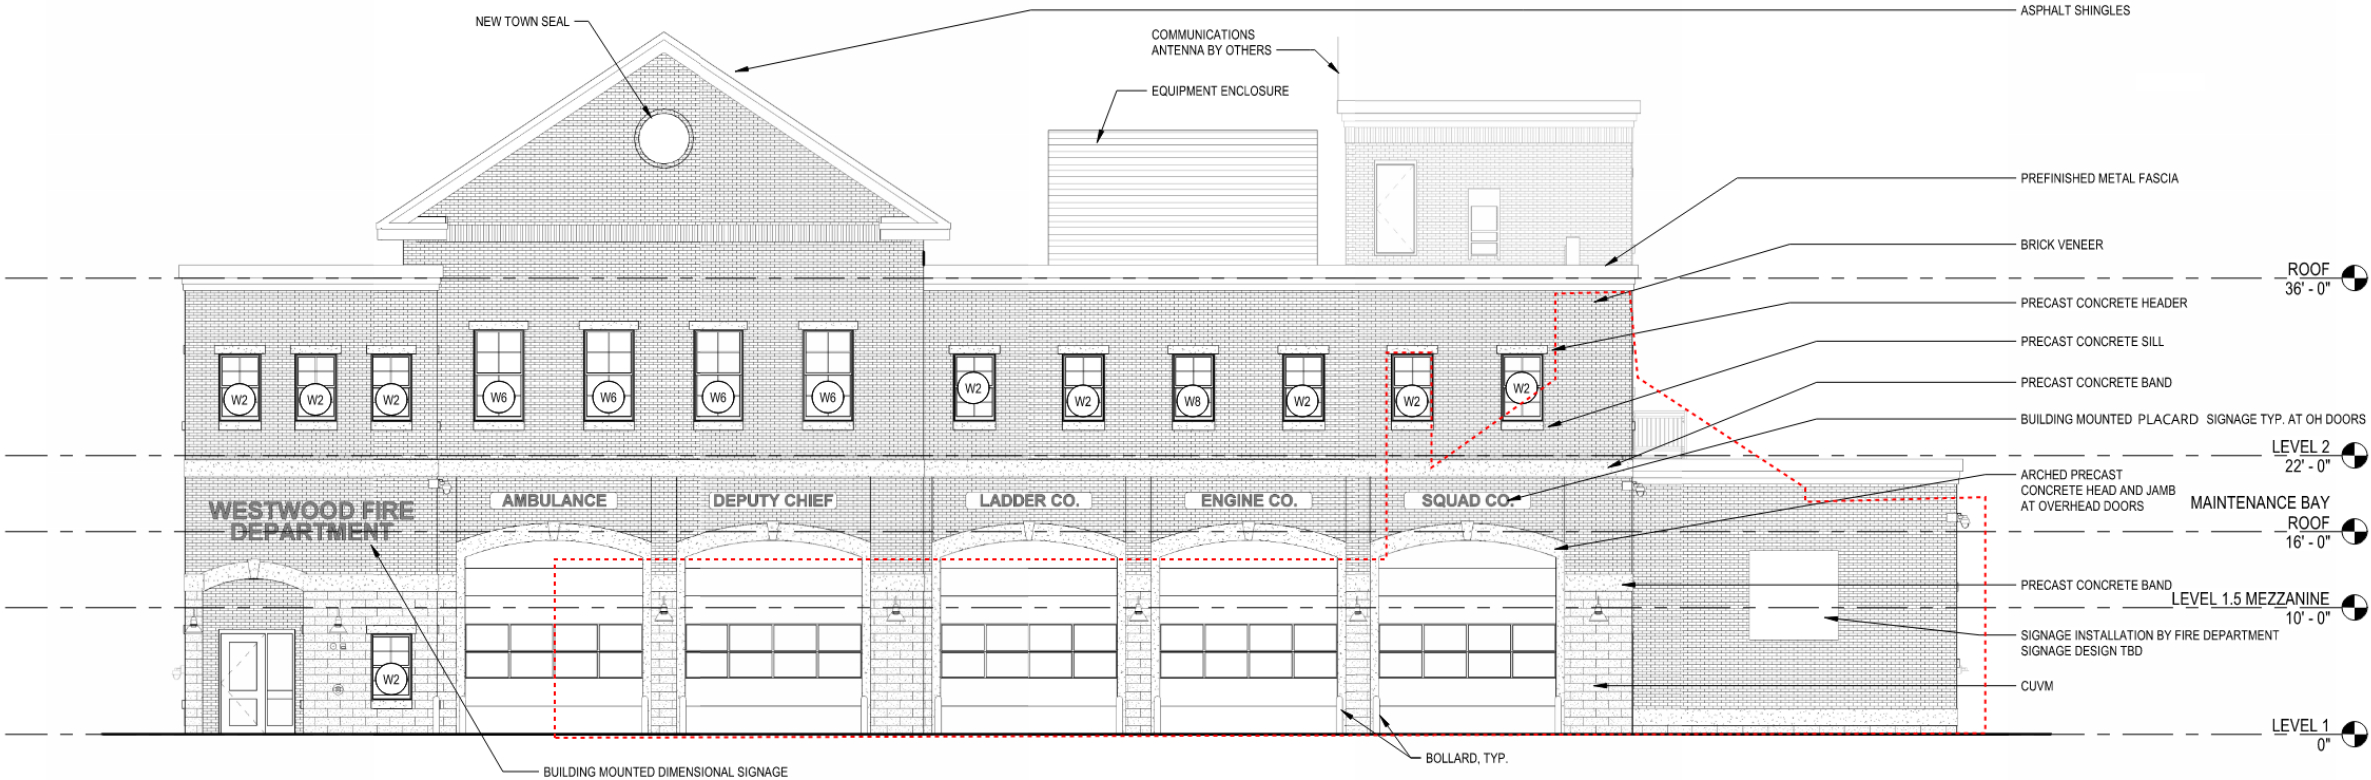 NEW TOWN SEAL
ASPHALT SHINGLES
COMMUNICATIONS
ANTENNA BY OTHERS
EQUIPMENT ENCLOSURE
PREFINISHED METAL FASCIA
BRICK VENEER
ROOF
36' - 0"
PRECAST CONCRETE HEADER
PRECAST CONCRETE SILL
PRECAST CONCRETE BAND
W2
W2
W2
W6
W6
W6
W6
W2
W2
W8
W2
W2
W2
BUILDING MOUNTED PLACARD SIGNAGE TYP. AT OH DOORS
LEVEL 2
22' - 0"
ARCHED PRECAST
CONCRETE HEAD AND JAMB
AT OVERHEAD DOORS
WESTWOOD FIRE
DEPARTMENT
AMBULANCE
DEPUTY CHIEF
LADDER CO.
ENGINE CO.
SQUAD CO.
MAINTENANCE BAY
ROOF
16' - 0"
PRECAST CONCRETE BAND
LEVEL 1.5 MEZZANINE
10' - 0"
SIGNAGE INSTALLATION BY FIRE DEPARTMENT
SIGNAGE DESIGN TBD
W2
CUVM
LEVEL 1
0"
BOLLARD, TYP.
BUILDING MOUNTED DIMENSIONAL SIGNAGE